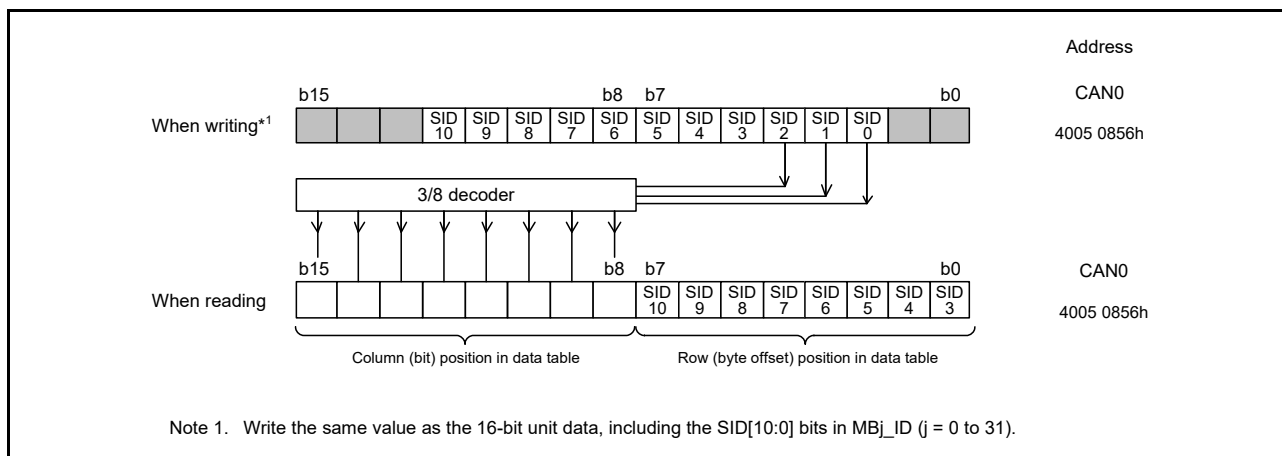 Address
b15 b8 b7 b0 CAN0
When writing*1 SID 10 SID 9 SID 8 SID 7 SID 6 SID 5 SID 4 SID 3 SID 2 SID 1 SID 0 4005 0856h
3/8 decoder
b15 b8 b7 b0 CAN0
When reading SID 10 SID 9 SID 8 SID 7 SID 6 SID 5 SID 4 SID 3 4005 0856h
Column (bit) position in data table Row (byte offset) position in data table
Note 1. Write the same value as the 16-bit unit data, including the SID[10:0] bits in MBj_ID (j = 0 to 31).